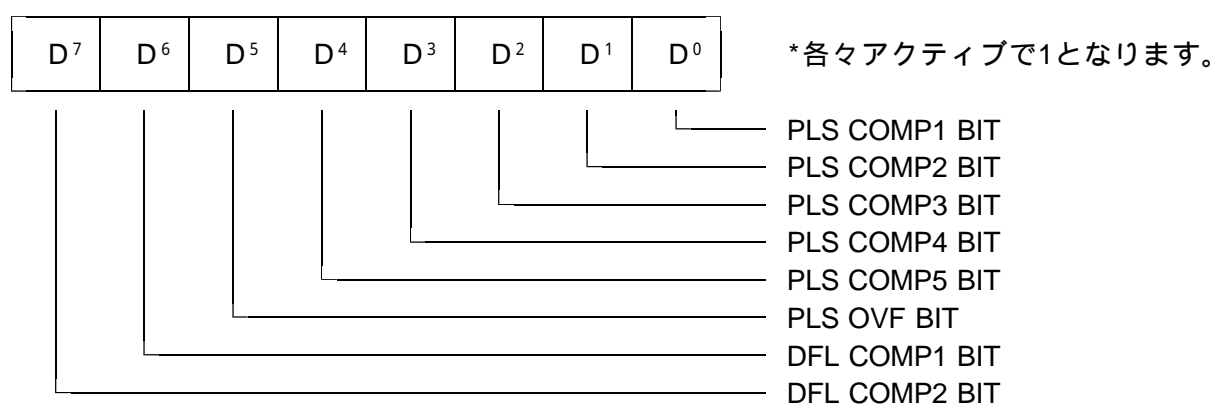 D7 D6 D5 D4 D3 D2 D1 D0 *各々アクティブで1となります。
PLS COMP1 BIT
PLS COMP2 BIT
PLS COMP3 BIT
PLS COMP4 BIT
PLS COMP5 BIT
PLS OVF BIT
DFL COMP1 BIT
DFL COMP2 BIT